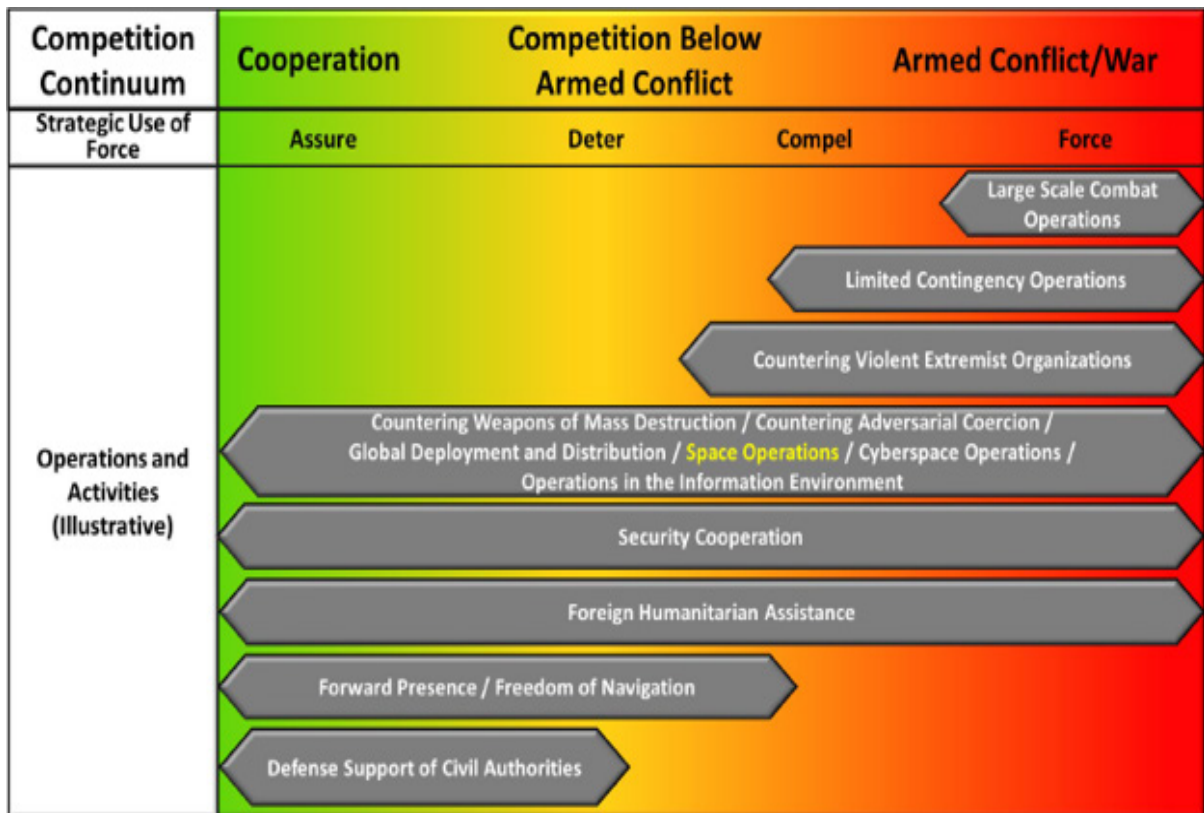 Competition
Continuum
Cooperation
Competition Below
Armed Conflict
Armed Conflict/War
Strategic Use of
Force
Assure
Deter
Compel
Force
Operations and
Activities
(Illustrative)
Large Scale Combat
Operations
Limited Contingency Operations
Countering Violent Extremist Organizations
Countering Weapons of Mass Destruction / Countering Adversarial Coercion /
Global Deployment and Distribution / Space Operations / Cyberspace Operations /
Operations in the Information Environment
Security Cooperation
Foreign Humanitarian Assistance
Forward Presence / Freedom of Navigation
Defense Support of Civil Authorities